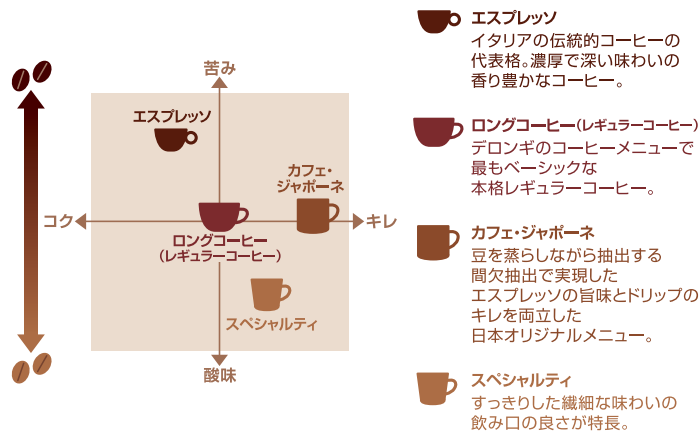 苦み
エスプレッソ
カフェ・
ジャポーネ
コク
キレ
ロングコーヒー
（レギュラーコーヒー）
スペシャルティ
酸味
エスプレッソ
イタリアの伝統的コーヒーの
代表格。濃厚で深い味わいの
香り豊かなコーヒー。
ロングコーヒー（レギュラーコーヒー）
デロンギのコーヒーメニューで
最もベーシックな
本格レギュラーコーヒー。
カフェ・ジャポーネ
豆を蒸らしながら抽出する
間欠抽出で実現した
エスプレッソの旨味とドリップの
キレを両立した
日本オリジナルメニュー。
スペシャルティ
すっきりした繊細な味わいの
飲み口の良さが特長。